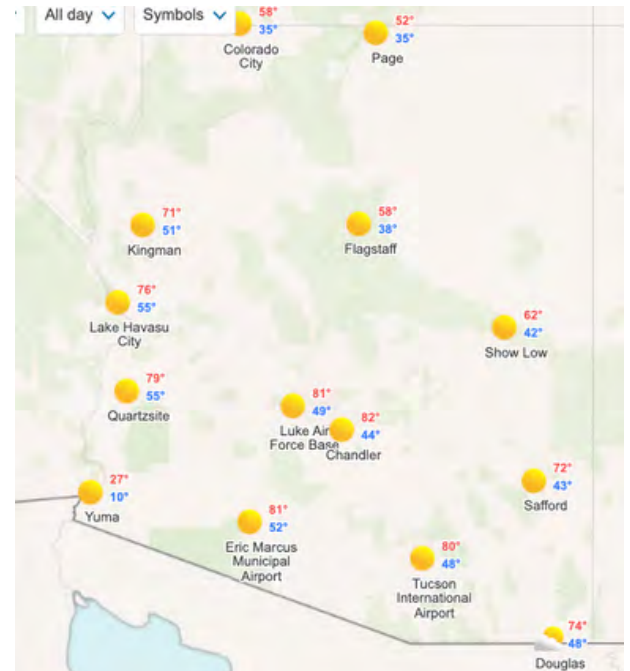 All day
Symbols
58°
35°
Colorado
City
52°
35°
Page
71°
51°
Kingman
58°
38°
Flagstaff
76°
55°
Lake Havasu
City
62°
42°
Show Low
79°
55°
Quartzsite
81°
49°
Luke Air
Force Base
82°
44°
Chandler
72°
43°
Safford
27°
10°
Yuma
81°
52°
Eric Marcus
Municipal
Airport
80°
48°
Tucson
International
Airport
74°
48°
Douglas